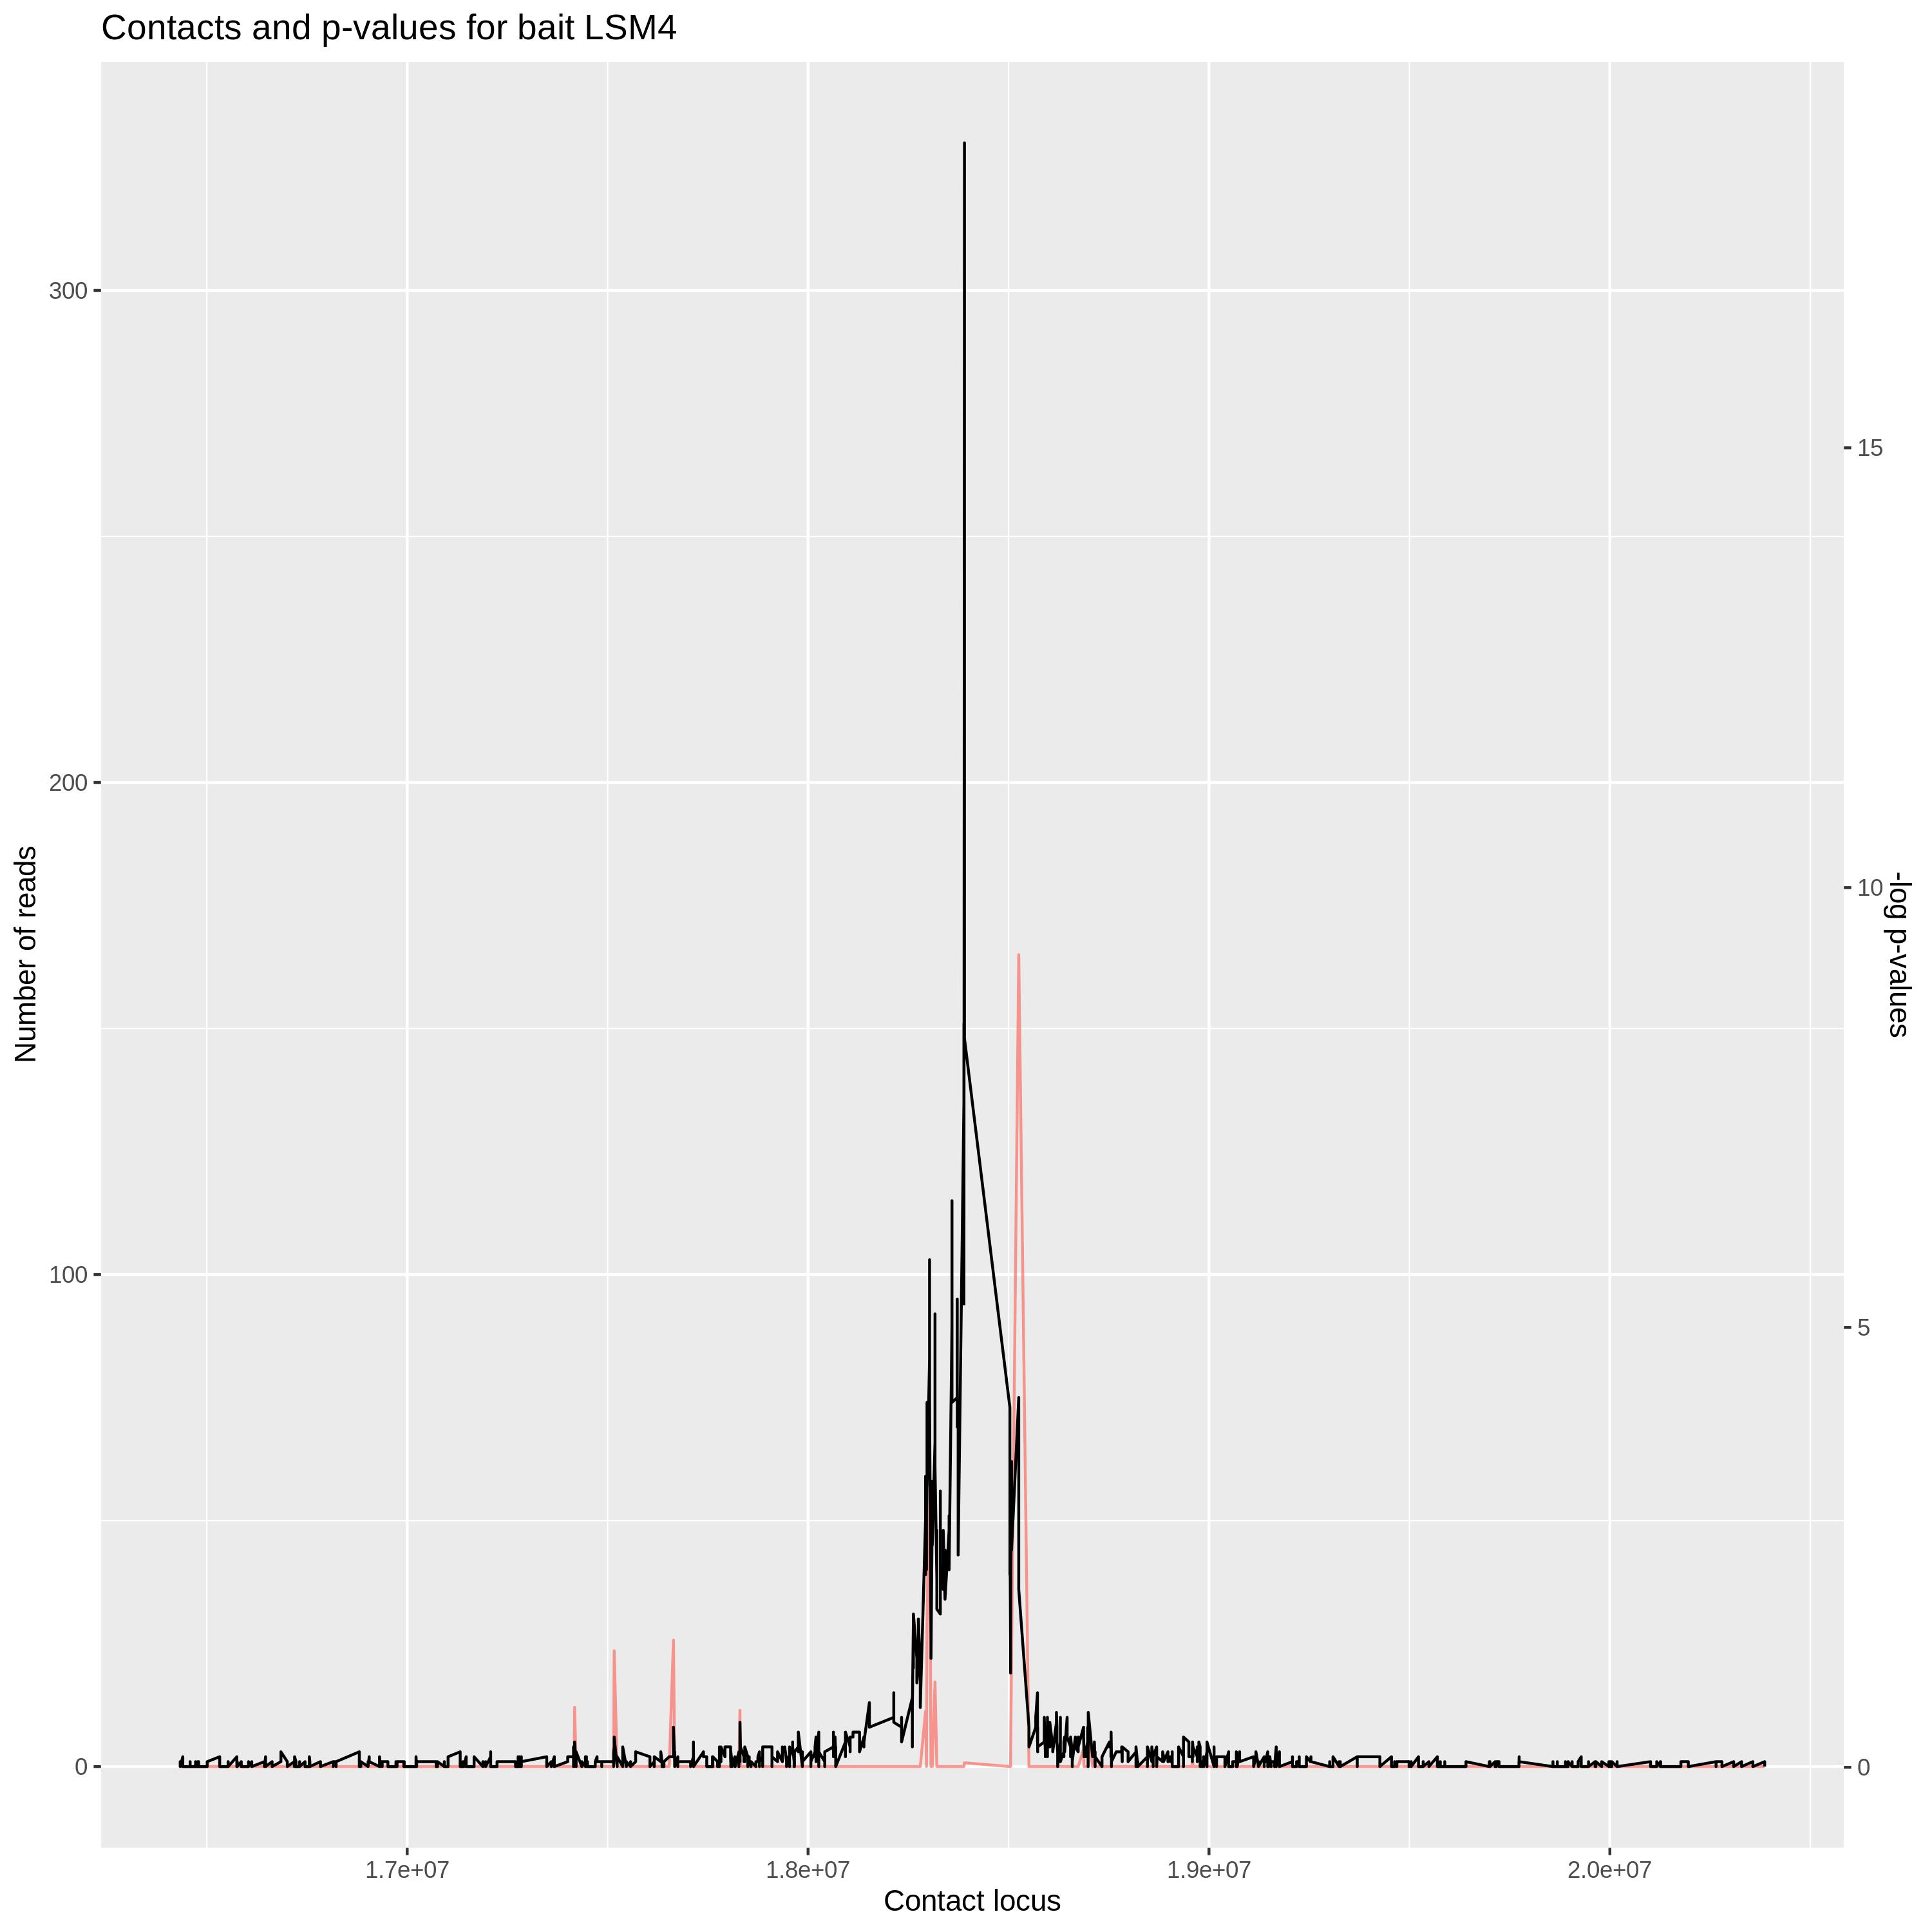 Contacts and p-values for bait LSM4
Number of reads
300
200
100
0
15
10
5
0
-log p-values
1.7e+07
1.8e+07
1.9e+07
2.0e+07
Contact locus